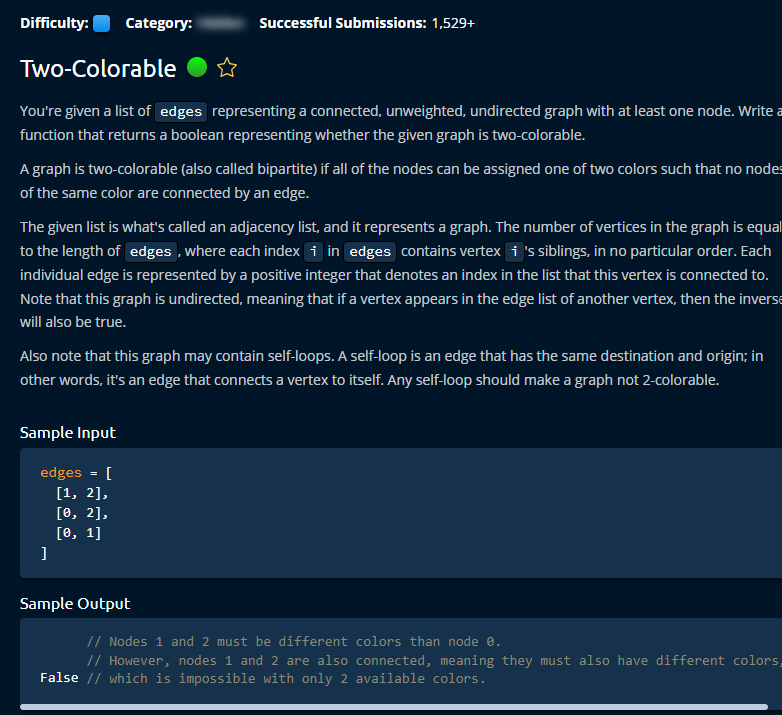 Difficulty: Category: Successful Submissions: 1,529+
Two-Colorable
You're given a list of edges representing a connected, unweighted, undirected graph with at least one node. Write a
function that returns a boolean representing whether the given graph is two-colorable.
A graph is two-colorable (also called bipartite) if all of the nodes can be assigned one of two colors such that no nodes
of the same color are connected by an edge.
The given list is what's called an adjacency list, and it represents a graph. The number of vertices in the graph is equal
to the length of edges, where each index i in edges contains vertex i's siblings, in no particular order. Each
individual edge is represented by a positive integer that denotes an index in the list that this vertex is connected to.
Note that this graph is undirected, meaning that if a vertex appears in the edge list of another vertex, then the inverse
will also be true.
Also note that this graph may contain self-loops. A self-loop is an edge that has the same destination and origin; in
other words, it's an edge that connects a vertex to itself. Any self-loop should make a graph not 2-colorable.
Sample Input
edges = [
[1, 2],
[0, 2],
[0, 1]
]
Sample Output
// Nodes 1 and 2 must be different colors than node 0.
// However, nodes 1 and 2 are also connected, meaning they must also have different colors,
False // which is impossible with only 2 available colors.